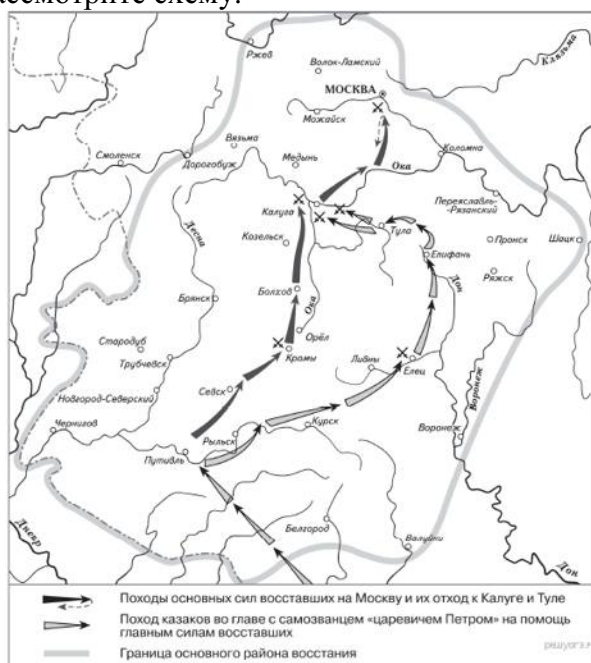 ассмотрите схему.
Ржев
Волок-Ламский
Клязьма
МОСКВА
Можайск
Вязьма
Смоленск
Дорогобуж
Медынь
Ока
Коломна
Переяславль-
Рязанский
Калуга
Тула
Десна
Козельск
Епифань
Пронск
Шацк
Ряжск
Дон
Болхов
Ока
Брянск
Орёл
Стародуб
Кромы
Ливны
Елец
Трубчевск
Воронеж
Новгород-Северский
Севск
Чернигов
Рыльск
Курск
Воронеж
Путивль
Белгород
Валуйки
Днепр
Дон
Походы основных сил восставших на Москву и их отход к Калуге и Туле
Поход казаков во главе с самозванцем «царевичем Петром» на помощь
главным силам восставших
Граница основного района восстания